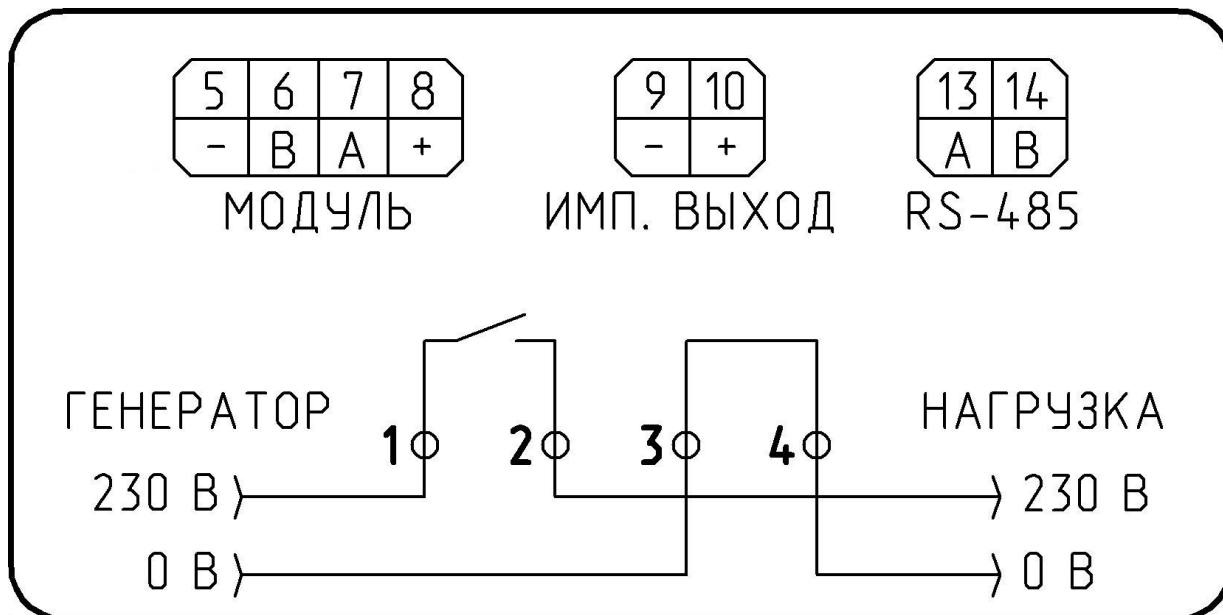 5 6 7 8
- B A +
МОДУЛЬ
9 10
- +
ИМП. ВЫХОД
13 14
A B
RS-485
ГЕНЕРАТОР
1 2 3 4
НАГРУЗКА
230 В
230 В
0 В
0 В